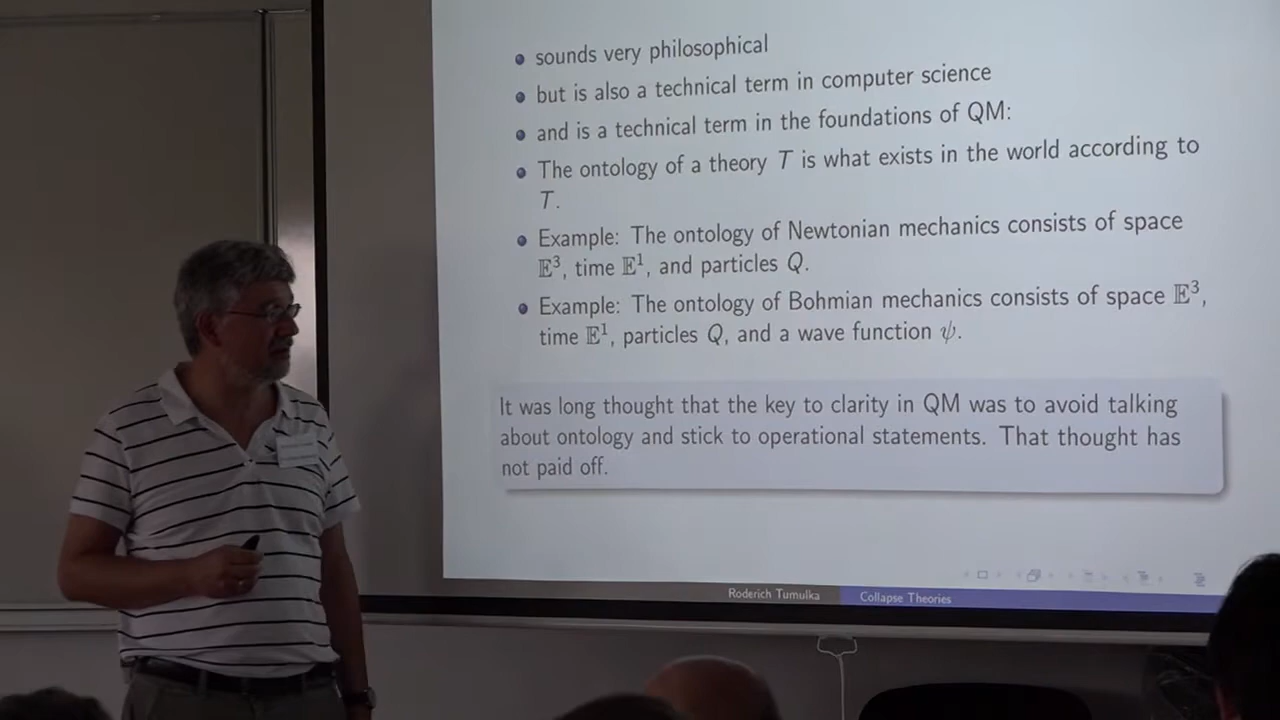 sounds very philosophical
but is also a technical term in computer science
and is a technical term in the foundations of QM:
The ontology of a theory T is what exists in the world according to
T.
Example: The ontology of Newtonian mechanics consists of space
𝔼³, time 𝔼¹, and particles Q.
Example: The ontology of Bohmian mechanics consists of space 𝔼³,
time 𝔼¹, particles Q, and a wave function ψ.
It was long thought that the key to clarity in QM was to avoid talking
about ontology and stick to operational statements. That thought has
not paid off.
Roderich Tumulka Collapse Theories